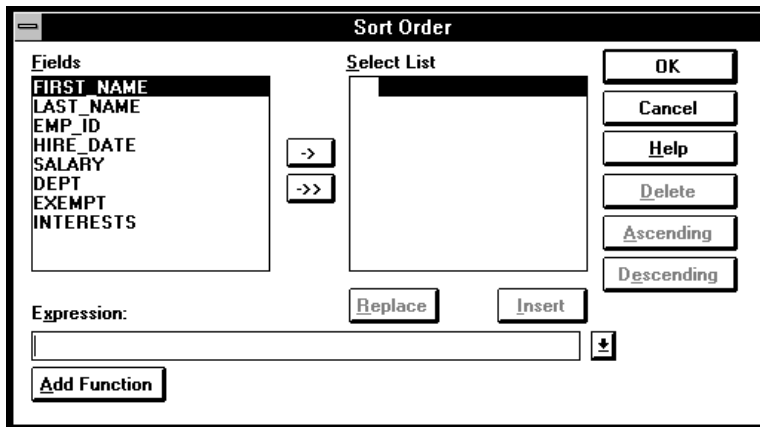 Sort Order
Fields
Select List
FIRST_NAME
LAST_NAME
EMP_ID
HIRE_DATE
SALARY
DEPT
EXEMPT
INTERESTS
->
->>
OK
Cancel
Help
Delete
Ascending
Descending
Replace
Insert
Expression:
Add Function